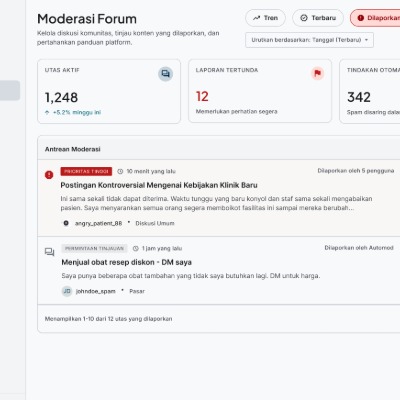 Moderasi Forum
Kelola diskusi komunitas, tinjau konten yang dilaporkan, dan
pertahankan panduan platform.
Tren
Terbaru
Dilaporkan
Urutkan berdasarkan: Tanggal (Terbaru)
UTAS AKTIF
1,248
+5.2% minggu ini
LAPORAN TERTUNDA
12
Memerlukan perhatian segera
TINDAKAN OTOMA
342
Spam disaring dala
Antrean Moderasi
PRIORITAS TINGGI
10 menit yang lalu
Dilaporkan oleh 5 pengguna
Postingan Kontroversial Mengenai Kebijakan Klinik Baru
Ini sama sekali tidak dapat diterima. Waktu tunggu yang baru konyol dan staf sama sekali mengabaikan
pasien. Saya menyarankan semua orang segera memboikot fasilitas ini sampai mereka berubah...
angry_patient_88 • Diskusi Umum
PERMINTAAN TINJAUAN
1 jam yang lalu
Dilaporkan oleh Automod
Menjual obat resep diskon - DM saya
Saya punya beberapa obat tambahan yang tidak saya butuhkan lagi. DM untuk harga.
JD johndoe_spam • Pasar
Menampilkan 1-10 dari 12 utas yang dilaporkan